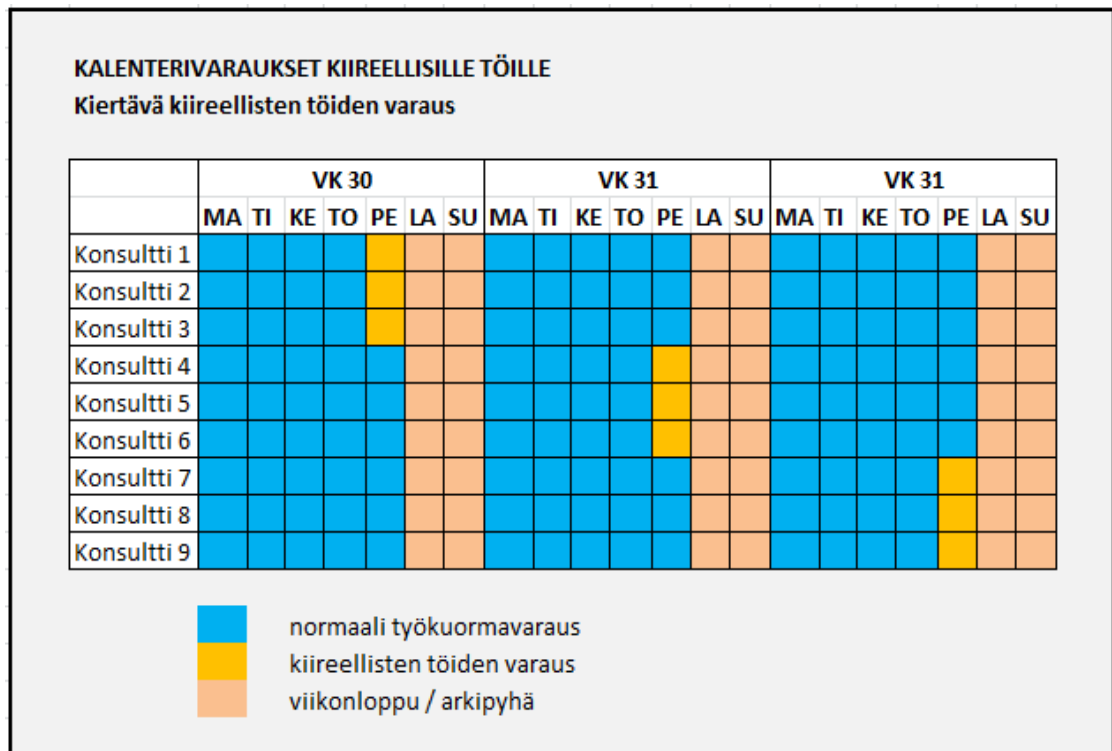 KALENTERIVARAUKSET KIIREELLISILLE TÖILLE
Kiertävä kiireellisten töiden varaus
VK 30 VK 31 VK 31
MA TI KE TO PE LA SU MA TI KE TO PE LA SU MA TI KE TO PE LA SU
Konsultti 1
Konsultti 2
Konsultti 3
Konsultti 4
Konsultti 5
Konsultti 6
Konsultti 7
Konsultti 8
Konsultti 9
normaali työkuormavaraus
kiireellisten töiden varaus
viikonloppu / arkipyhä